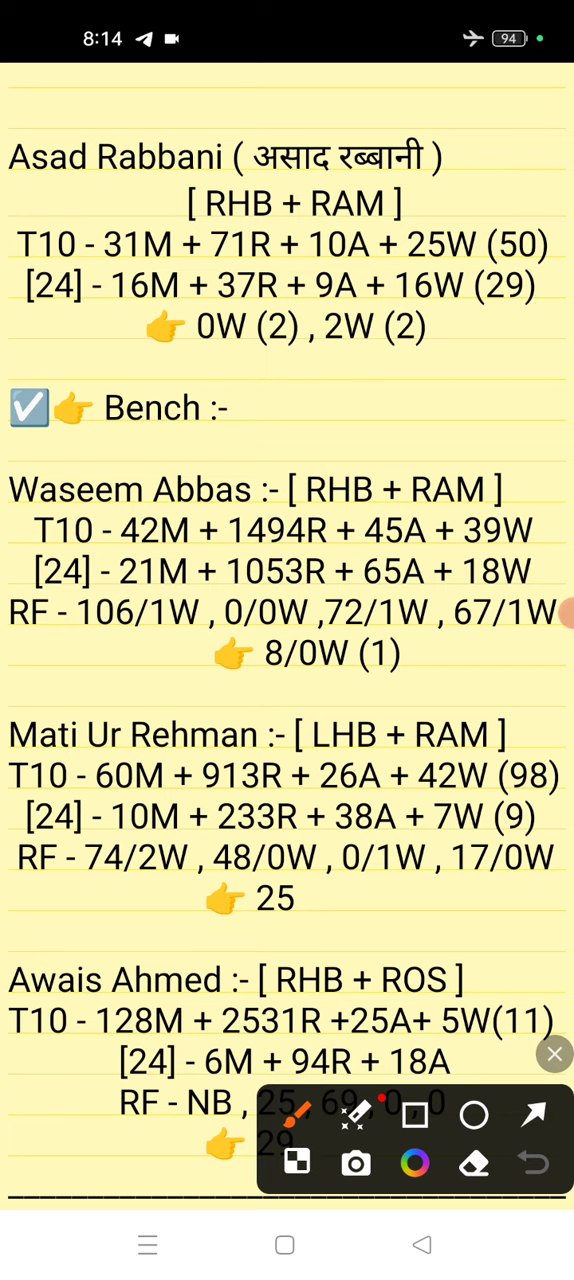 8:14
94
Asad Rabbani ( असाद रब्बानी )
[ RHB + RAM ]
T10 - 31M + 71R + 10A + 25W (50)
[24] - 16M + 37R + 9A + 16W (29)
👉 0W (2) , 2W (2)
☑️👉 Bench :-
Waseem Abbas :- [ RHB + RAM ]
T10 - 42M + 1494R + 45A + 39W
[24] - 21M + 1053R + 65A + 18W
RF - 106/1W , 0/0W ,72/1W , 67/1W
👉 8/0W (1)
Mati Ur Rehman :- [ LHB + RAM ]
T10 - 60M + 913R + 26A + 42W (98)
[24] - 10M + 233R + 38A + 7W (9)
RF - 74/2W , 48/0W , 0/1W , 17/0W
👉 25
Awais Ahmed :- [ RHB + ROS ]
T10 - 128M + 2531R +25A+ 5W(11)
[24] - 6M + 94R + 18A
RF - NB , 25, 69, 0, 0
👉 29